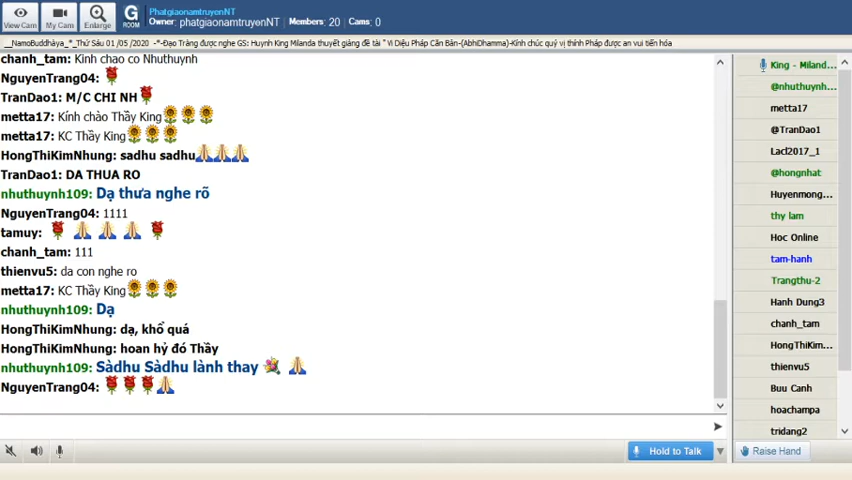 PhatgiaonamtruyenNT
Owner: phatgiaonamtruyenNT Members: 20 Cams: 0
View Cam
My Cam
Enlarge
G ROOM
__NamoBuddhàya_*_Thứ Sáu 01 /05 /2020 -*-Đạo Tràng được nghe GS: Huynh King Milanda thuyết giảng đề tài " Vi Diệu Pháp Căn Bản-(AbhiDhamma)-Kính chúc quý vị thính Pháp được an vui tiến hóa
chanh_tam: Kinh chao co Nhuthuynh
NguyenTrang04:
TranDao1: M/C CHI NH
metta17: Kính chào Thầy King
metta17: KC Thầy King
HongThiKimNhung: sadhu sadhu
TranDao1: DA THUA RO
nhuthuynh109: Dạ thưa nghe rõ
NguyenTrang04: 1111
tamuy:
chanh_tam: 111
thienvu5: da con nghe ro
metta17: KC Thầy King
nhuthuynh109: Dạ
HongThiKimNhung: dạ, khổ quá
HongThiKimNhung: hoan hỷ đó Thầy
nhuthuynh109: Sàdhu Sàdhu lành thay
NguyenTrang04:
Hold to Talk
King - Miland...
@nhuthuynh...
metta17
@TranDao1
Lacl2017_1
@hongnhat
Huyenmong...
thy lam
Hoc Online
tam-hanh
Trangthu-2
Hanh Dung3
chanh_tam
HongThiKim...
thienvu5
Buu Canh
hoachampa
tridang2
Raise Hand